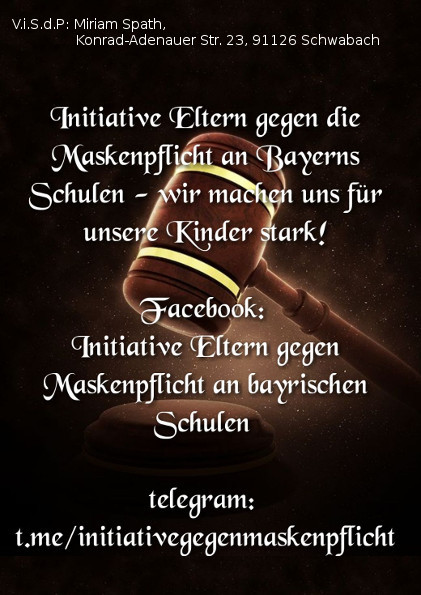 V.i.S.d.P: Miriam Spath,
Konrad-Adenauer Str. 23, 91126 Schwabach
Initiative Eltern gegen die
Maskenpflicht an Bayerns
Schulen - wir machen uns für
unsere Kinder stark!
Facebook:
Initiative Eltern gegen
Maskenpflicht an bayrischen
Schulen
telegram:
t.me/initiativegegenmaskenpflicht